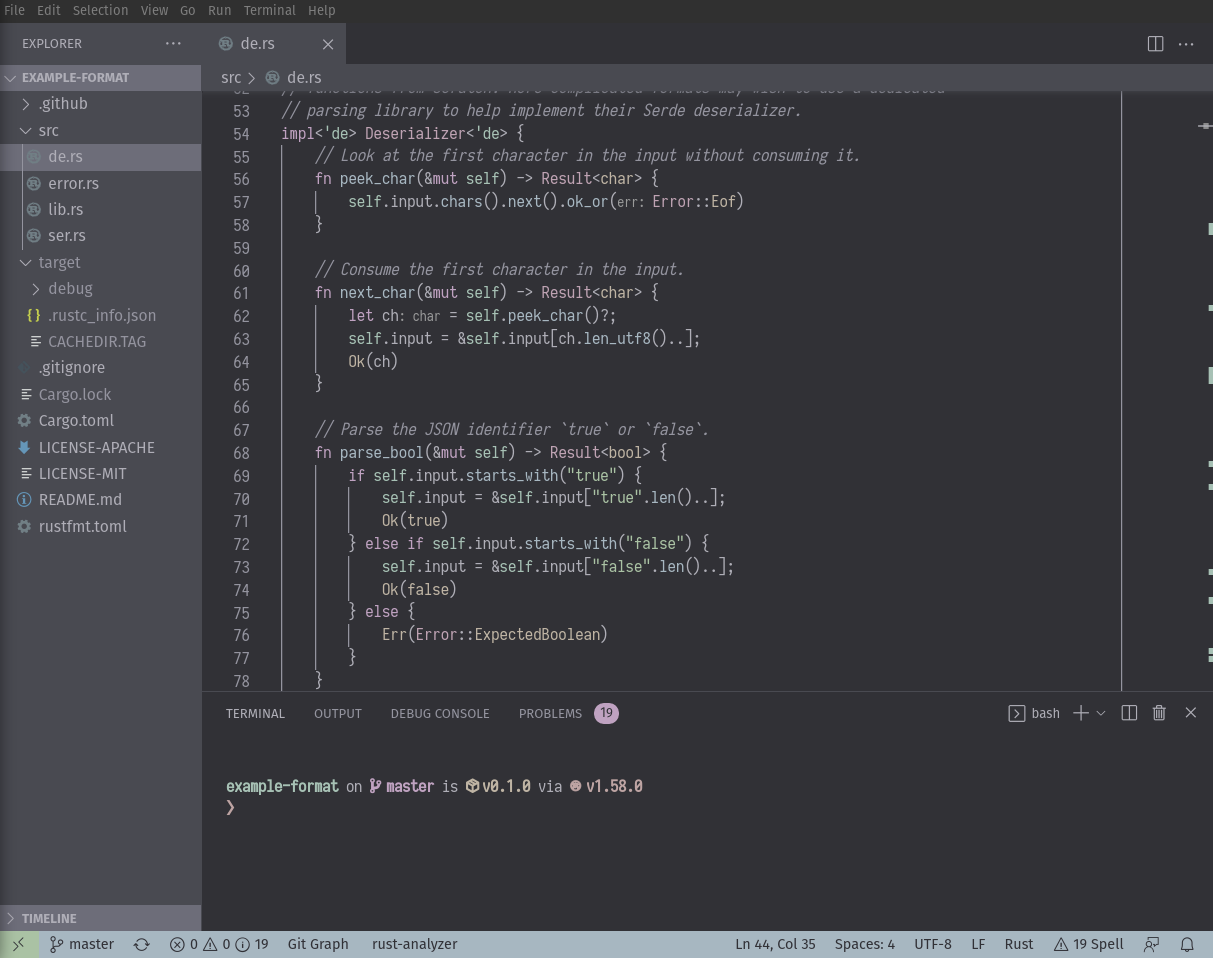 File Edit Selection View Go Run Terminal Help
EXPLORER ···
de.rs
EXAMPLE-FORMAT
.github
src
de.rs
error.rs
lib.rs
ser.rs
target
debug
{} .rustc_info.json
CACHEDIR.TAG
.gitignore
Cargo.lock
Cargo.toml
LICENSE-APACHE
LICENSE-MIT
README.md
rustfmt.toml
TIMELINE
src > de.rs
53 // parsing library to help implement their Serde deserializer.
54 impl<'de> Deserializer<'de> {
55 // Look at the first character in the input without consuming it.
56 fn peek_char(&mut self) -> Result<char> {
57 self.input.chars().next().ok_or(err: Error::Eof)
58 }
59
60 // Consume the first character in the input.
61 fn next_char(&mut self) -> Result<char> {
62 let ch: char = self.peek_char()?;
63 self.input = &self.input[ch.len_utf8()..];
64 Ok(ch)
65 }
66
67 // Parse the JSON identifier `true` or `false`.
68 fn parse_bool(&mut self) -> Result<bool> {
69 if self.input.starts_with("true") {
70 self.input = &self.input["true".len()..];
71 Ok(true)
72 } else if self.input.starts_with("false") {
73 self.input = &self.input["false".len()..];
74 Ok(false)
75 } else {
76 Err(Error::ExpectedBoolean)
77 }
78 }
TERMINAL OUTPUT DEBUG CONSOLE PROBLEMS 19 bash
example-format on master is v0.1.0 via v1.58.0
❯
master 0 0 19 Git Graph rust-analyzer Ln 44, Col 35 Spaces: 4 UTF-8 LF Rust 19 Spell